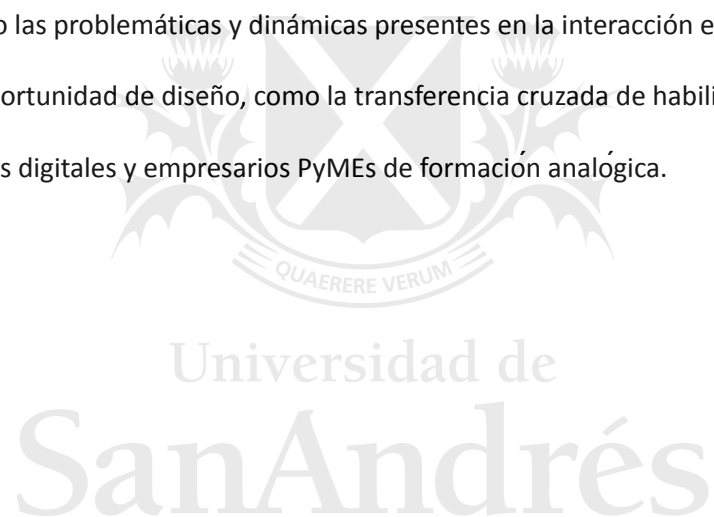 o las problemáticas y dinámicas presentes en la interacción e
ortunidad de diseño, como la transferencia cruzada de habili
s digitales y empresarios PyMEs de formación analógica.
QUAERERE VERUM
Universidad de
SanAndrés